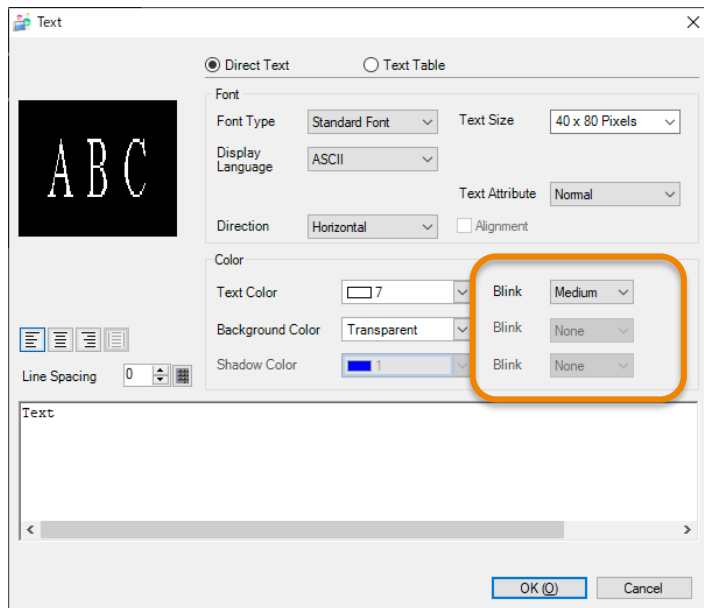 Text
Direct Text
Text Table
Font
Font Type
Standard Font
Text Size
40 x 80 Pixels
Display
Language
ASCII
Text Attribute
Normal
Direction
Horizontal
Alignment
ABC
Color
Text Color
7
Blink
Medium
Background Color
Transparent
Blink
None
Shadow Color
1
Blink
None
Line Spacing
0
Text
OK (O)
Cancel